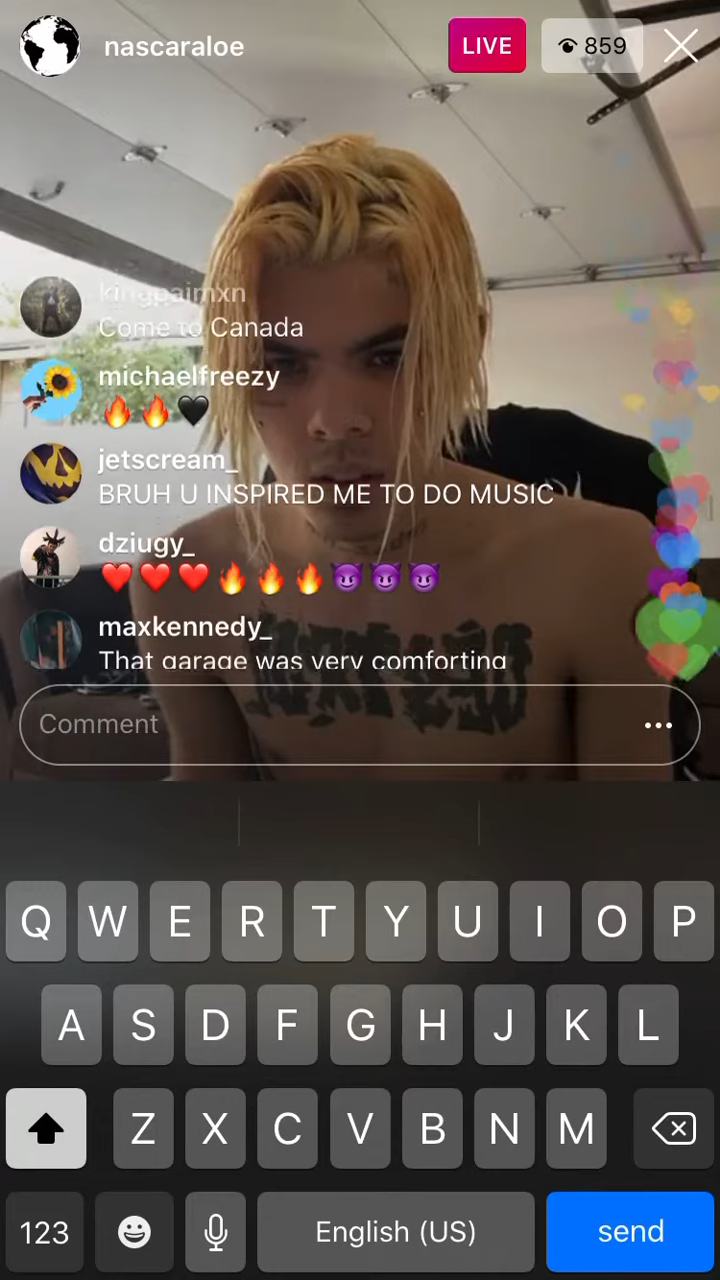 nascaraloe
LIVE
859
kingpaimxn
Come to Canada
michaelfreezy
🔥🔥🖤
jetscream_
BRUH U INSPIRED ME TO DO MUSIC
dziugy_
❤️❤️❤️🔥🔥🔥😈😈😈
maxkennedy_
That garage was very comforting
Comment
Q W E R T Y U I O P
A S D F G H J K L
Z X C V B N M
123
English (US)
send